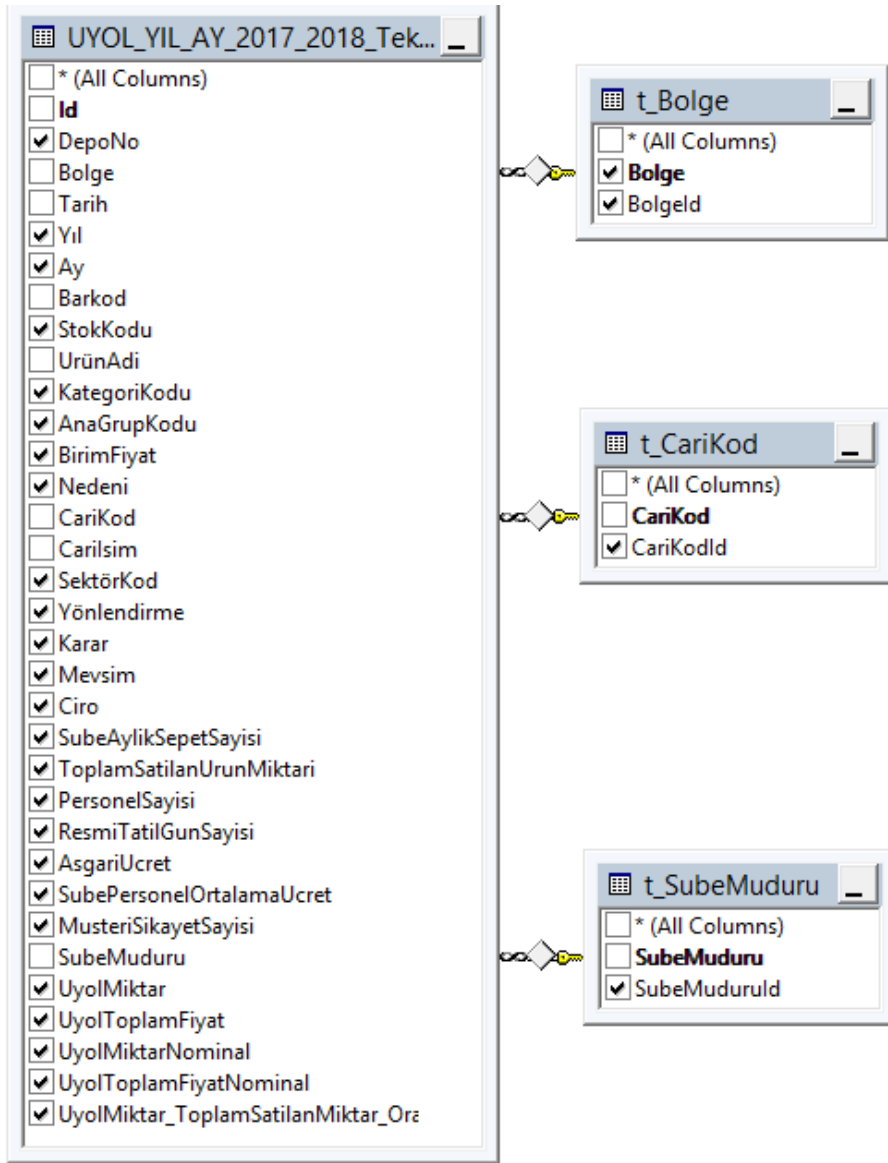 UYOL_YIL_AY_2017_2018_Tek...
* (All Columns)
Id
DepoNo
Bolge
Tarih
Yıl
Ay
Barkod
StokKodu
UrünAdi
KategoriKodu
AnaGrupKodu
BirimFiyat
Nedeni
CariKod
CariIsim
SektörKod
Yönlendirme
Karar
Mevsim
Ciro
SubeAylikSepetSayisi
ToplamSatilanUrunMiktari
PersonelSayisi
ResmiTatilGunSayisi
AsgariUcret
SubePersonelOrtalamaUcret
MusteriSikayetSayisi
SubeMuduru
UyolMiktar
UyolToplamFiyat
UyolMiktarNominal
UyolToplamFiyatNominal
UyolMiktar_ToplamSatilanMiktar_Ora
t_Bolge
* (All Columns)
Bolge
BolgeId
t_CariKod
* (All Columns)
CariKod
CariKodId
t_SubeMuduru
* (All Columns)
SubeMuduru
SubeMuduruId